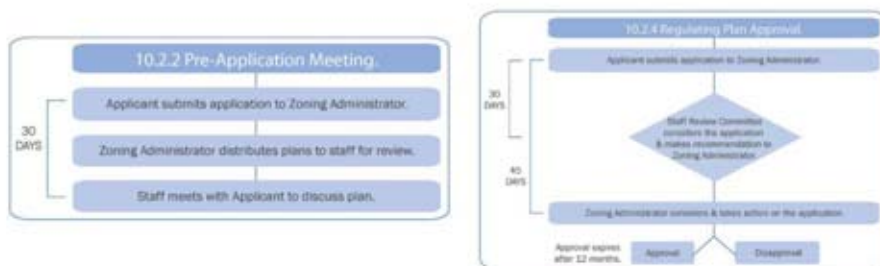 10.2.2 Pre-Application Meeting.
30
DAYS
Applicant submits application to Zoning Administrator.
Zoning Administrator distributes plans to staff for review.
Staff meets with Applicant to discuss plan.
10.2.4 Regulating Plan Approval.
Applicant submits application to Zoning Administrator.
30
DAYS
Staff Review Committee
considers the application
& makes recommendation to
Zoning Administrator.
45
DAYS
Zoning Administrator considers & takes action on the application.
Approval expires
after 12 months.
Approval
Disapproval